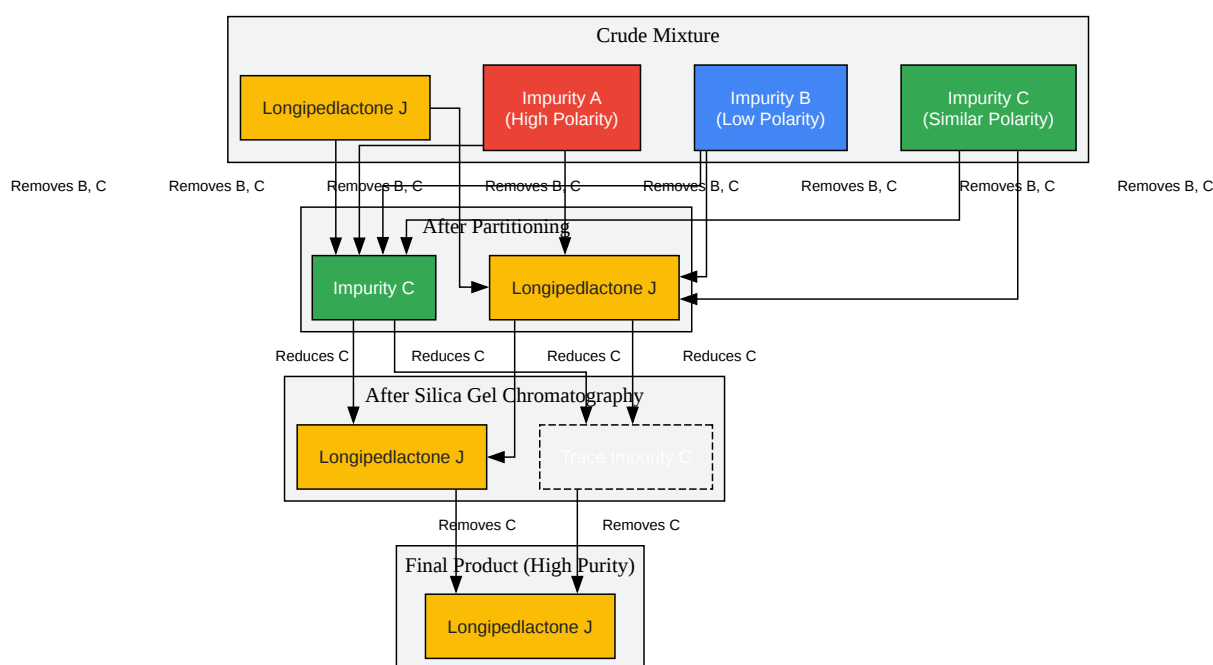 Crude Mixture
Longipedlactone J
Impurity A
(High Polarity)
Impurity B
(Low Polarity)
Impurity C
(Similar Polarity)
Removes B, C
Removes B, C
Removes B, C
Removes B, C
Removes B, C
Removes B, C
Removes B, C
Removes B, C
After Partitioning
Impurity C
Longipedlactone J
Reduces C
Reduces C
Reduces C
Reduces C
After Silica Gel Chromatography
Longipedlactone J
Trace Impurity C
Removes C
Removes C
Final Product (High Purity)
Longipedlactone J